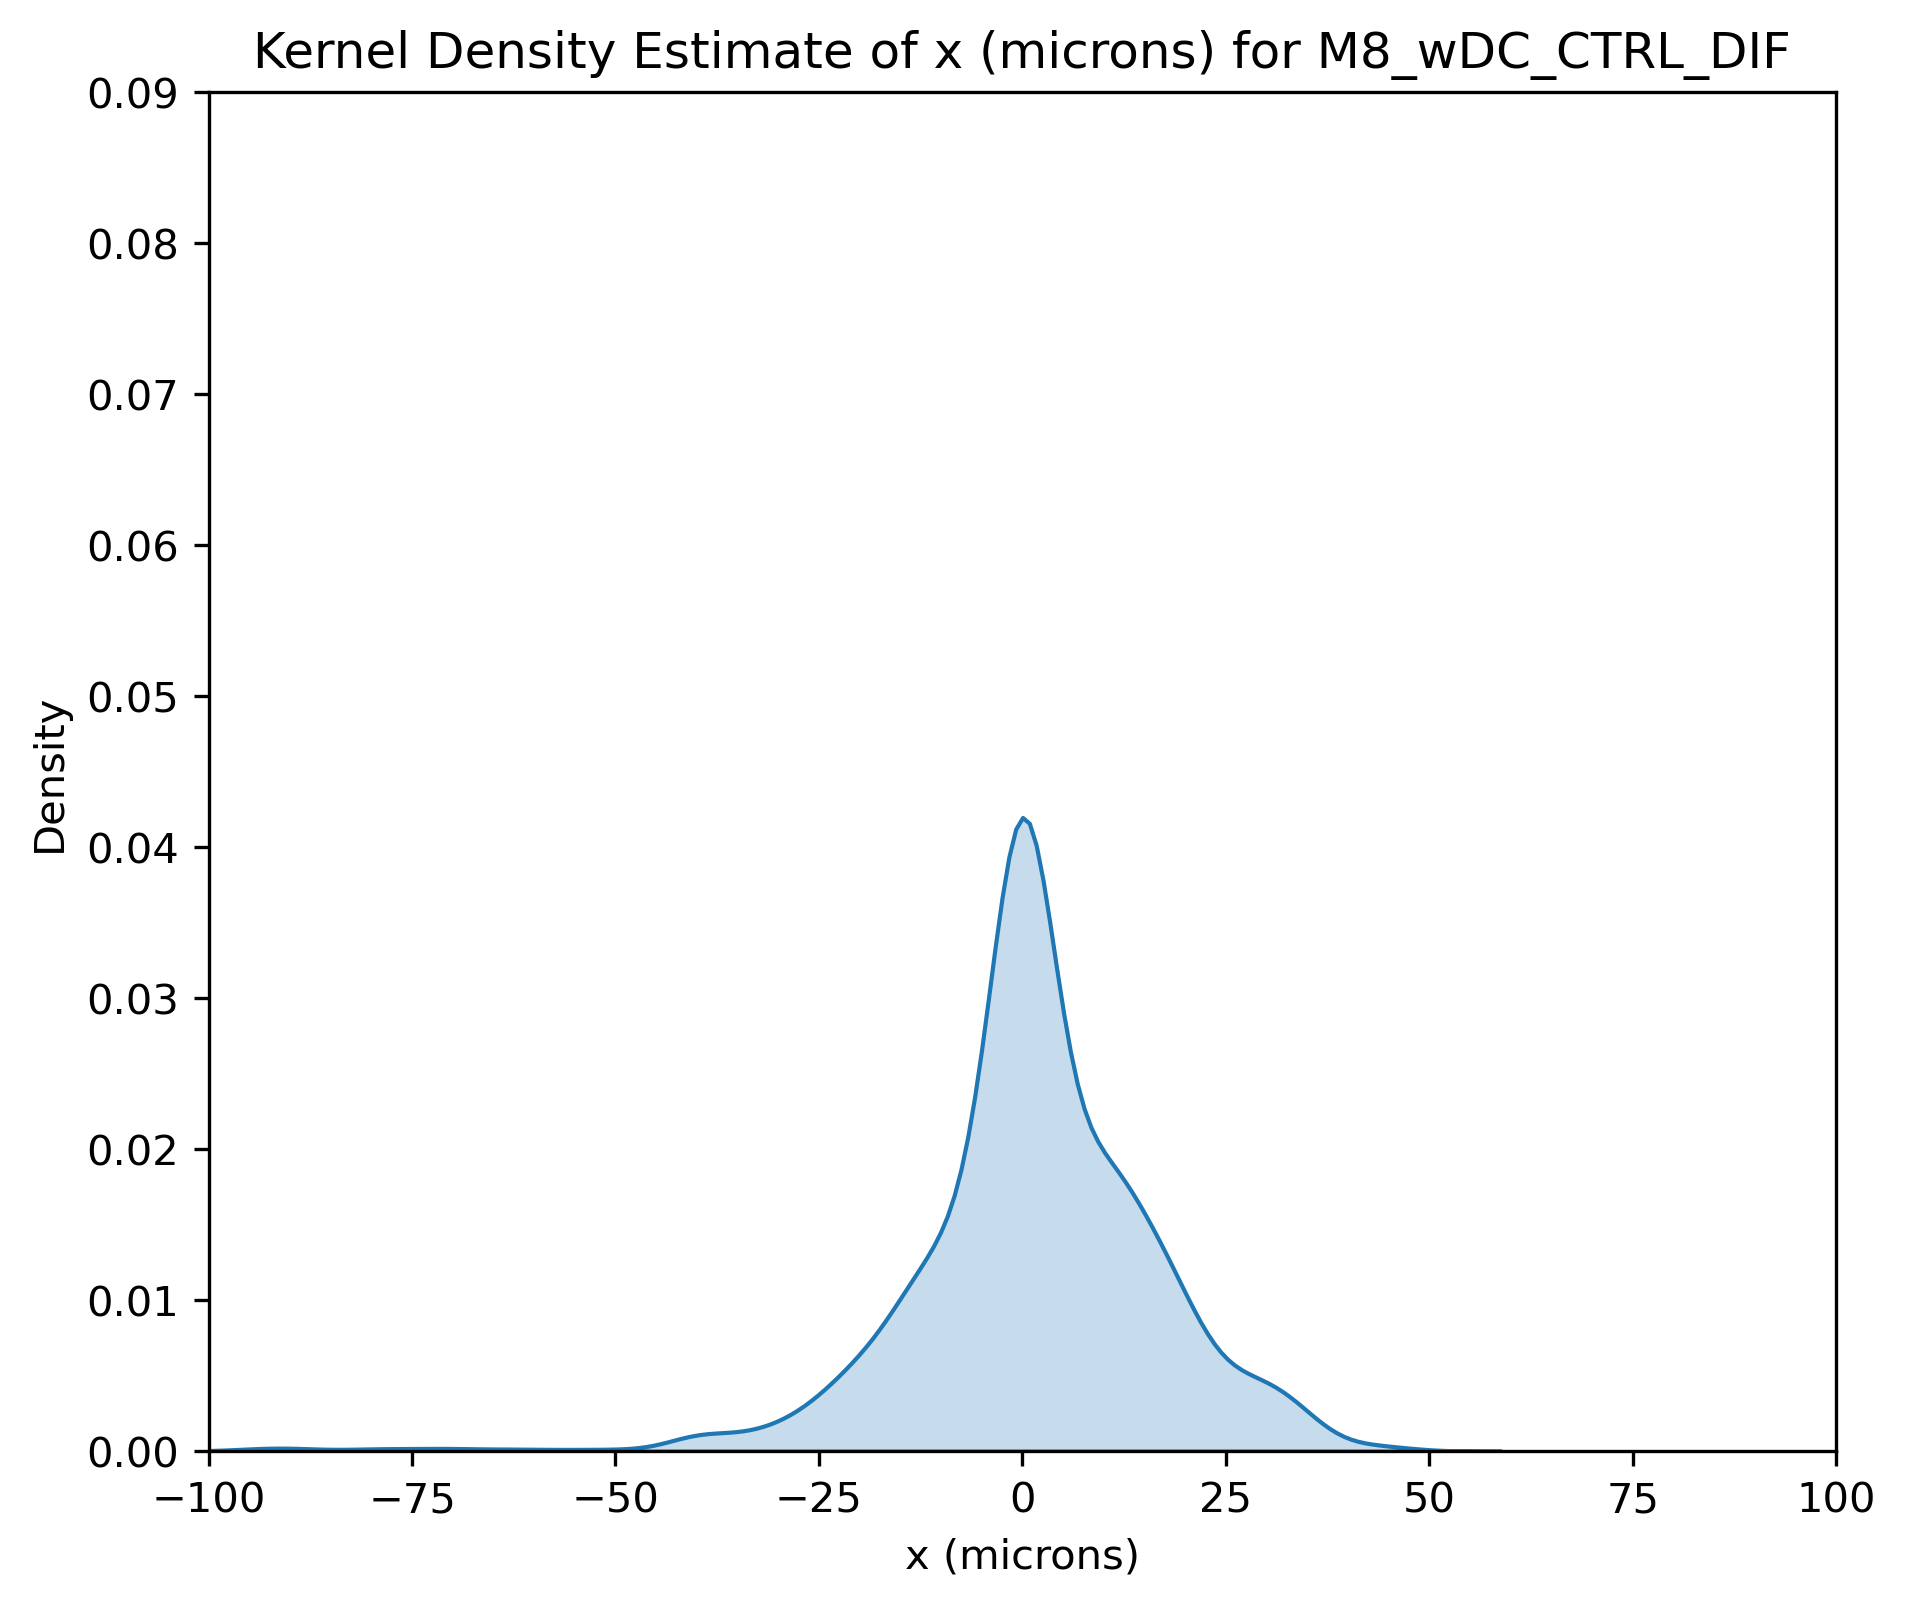 Kernel Density Estimate of x (microns) for M8_wDC_CTRL_DIF
0.09
0.08
0.07
0.06
0.05
0.04
0.03
0.02
0.01
0.00
Density
−100 −75 −50 −25 0 25 50 75 100
x (microns)